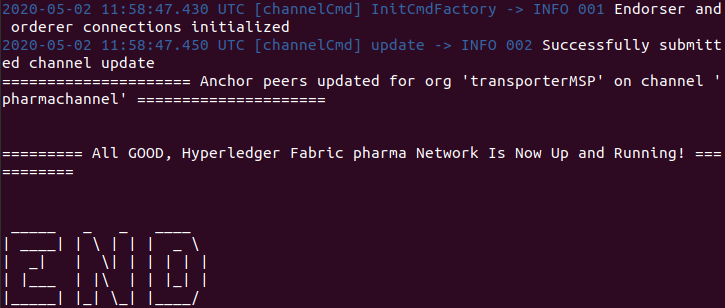 2020-05-02 11:58:47.430 UTC [channelCmd] InitCmdFactory -> INFO 001 Endorser and
 orderer connections initialized
2020-05-02 11:58:47.450 UTC [channelCmd] update -> INFO 002 Successfully submitt
ed channel update
===================== Anchor peers updated for org 'transporterMSP' on channel '
pharmachannel' =====================
========= All GOOD, Hyperledger Fabric pharma Network Is Now Up and Running! ===
========
 _____   _   _   ____
| ____| | \ | | |  _ \
|  _|   |  \| | | | | |
| |___  | |\  | | |_| |
|_____| |_| \_| |____/